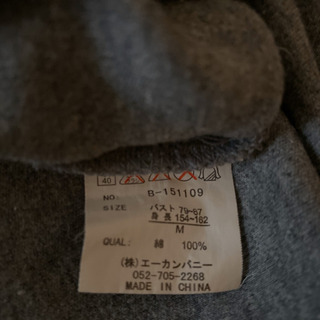 40
NO. B-151109
SIZE バスト 79-87
身長 154-162
M
QUAL: 綿 100%
(株)エーカンパニー
052-705-2268
MADE IN CHINA